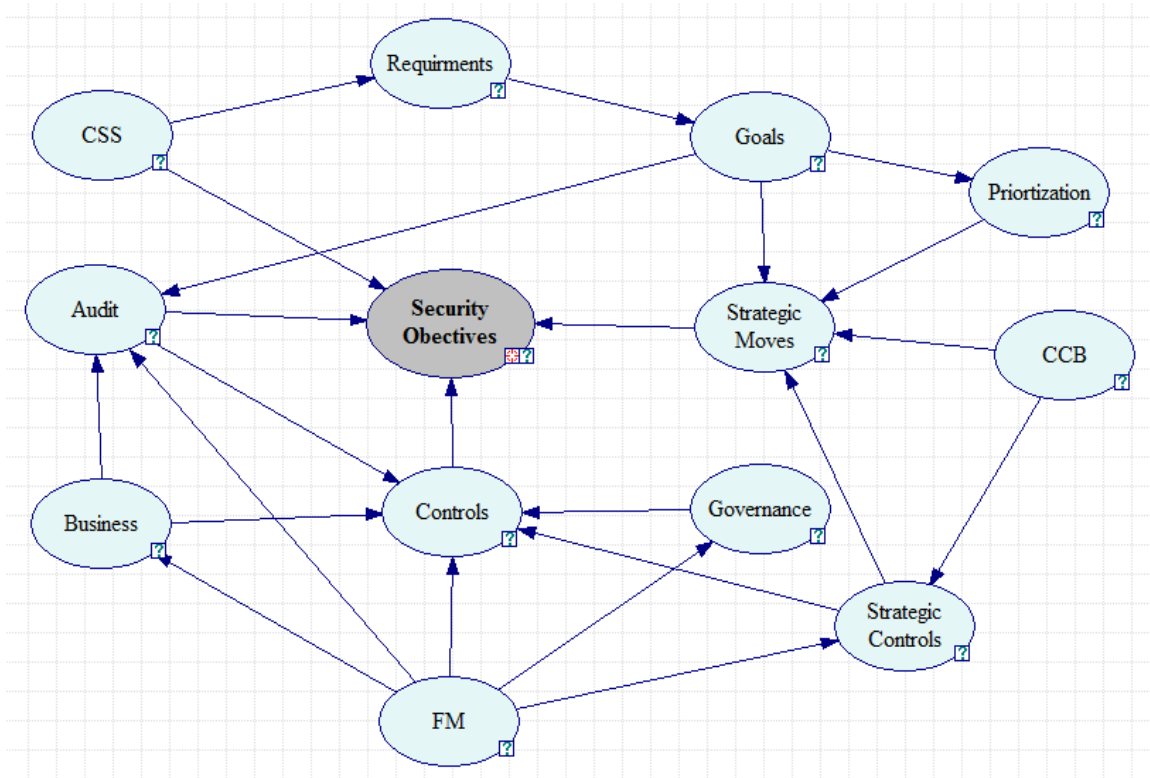 Requirments
CSS
Goals
Priortization
Audit
Security
Obectives
Strategic
Moves
CCB
Business
Controls
Governance
Strategic
Controls
FM